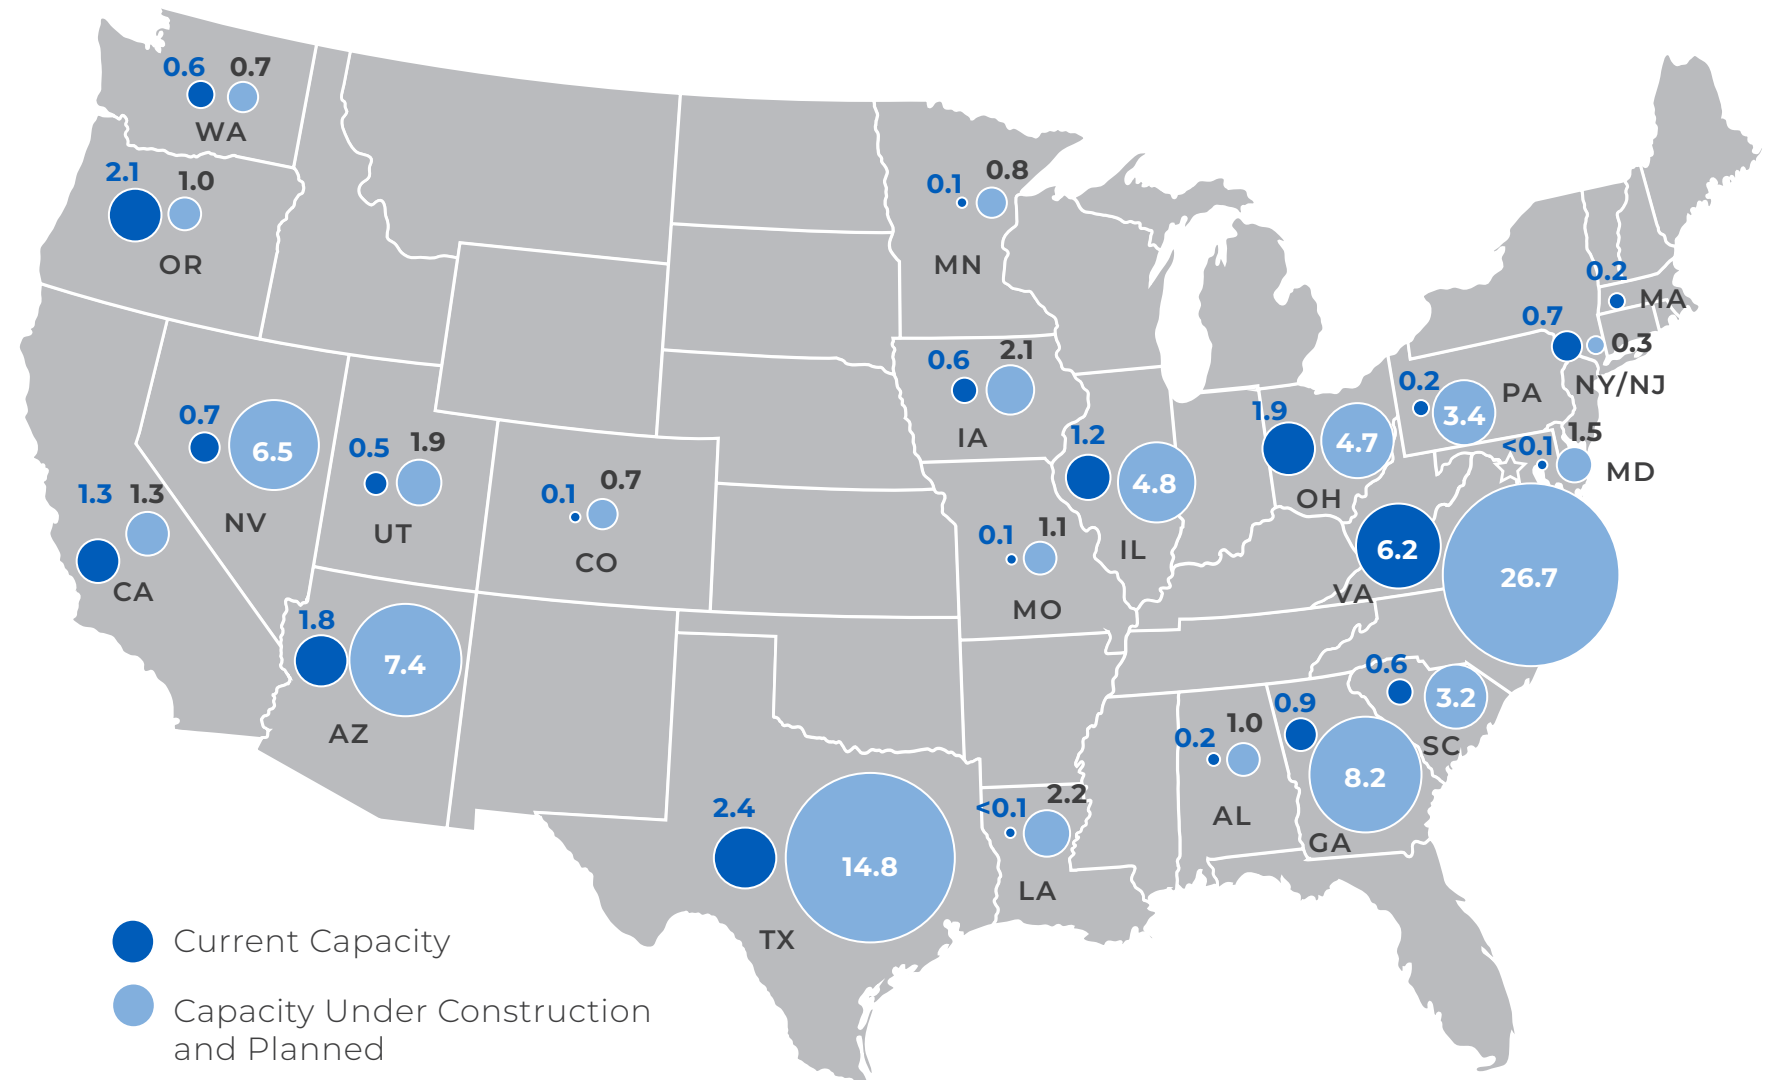 0.6 0.7
WA
2.1 1.0
OR
0.1 0.8
MN
0.2
MA
0.7
0.3
NY/NJ
0.6 2.1
IA
0.2
3.4
PA
1.9
4.7
OH
<0.1 1.5
MD
0.7
6.5
NV
0.5 1.9
UT
0.1 0.7
CO
1.2
4.8
IL
1.3 1.3
CA
0.1 1.1
MO
6.2
VA
26.7
1.8
7.4
AZ
0.6
3.2
SC
0.9
8.2
GA
0.2 1.0
AL
2.4
14.8
TX
<0.1 2.2
LA
Current Capacity
Capacity Under Construction
and Planned